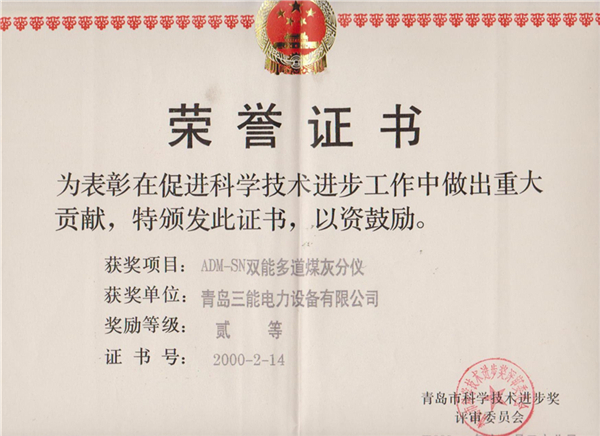 荣誉证书
为表彰在促进科学技术进步工作中做出重大
贡献，特颁发此证书，以资鼓励。
获奖项目：ADM-SN双能多道煤灰分仪
获奖单位：青岛三能电力设备有限公司
奖励等级：贰 等
证 书 号：2000-2-14
青岛市科学技术进步奖
评审委员会